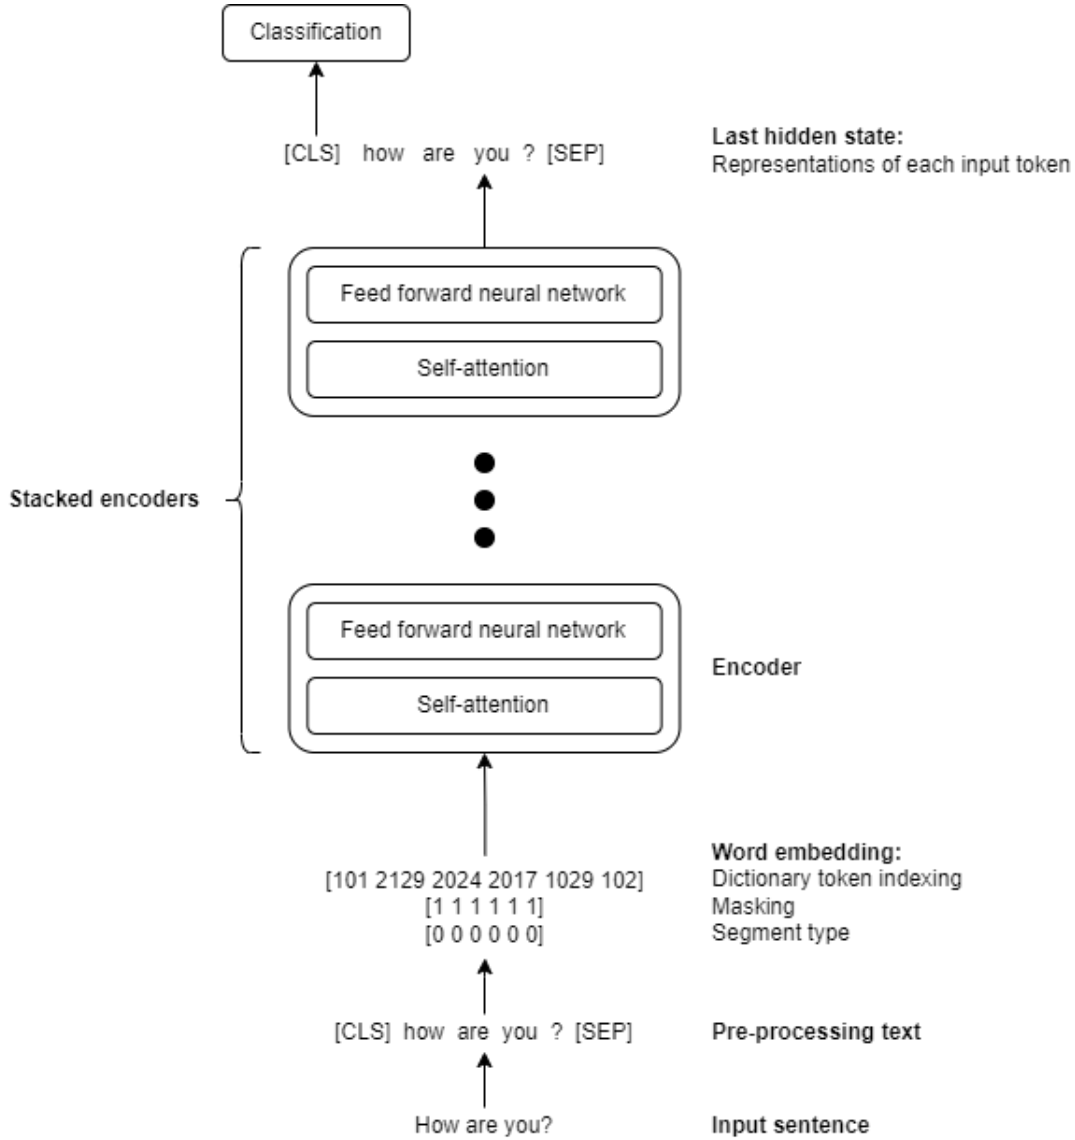 Classification
[CLS] how are you ? [SEP]
Last hidden state:
Representations of each input token
Feed forward neural network
Self-attention
Stacked encoders
Feed forward neural network
Self-attention
Encoder
[101 2129 2024 2017 1029 102]
[1 1 1 1 1 1]
[0 0 0 0 0 0]
Word embedding:
Dictionary token indexing
Masking
Segment type
[CLS] how are you ? [SEP]
Pre-processing text
How are you?
Input sentence